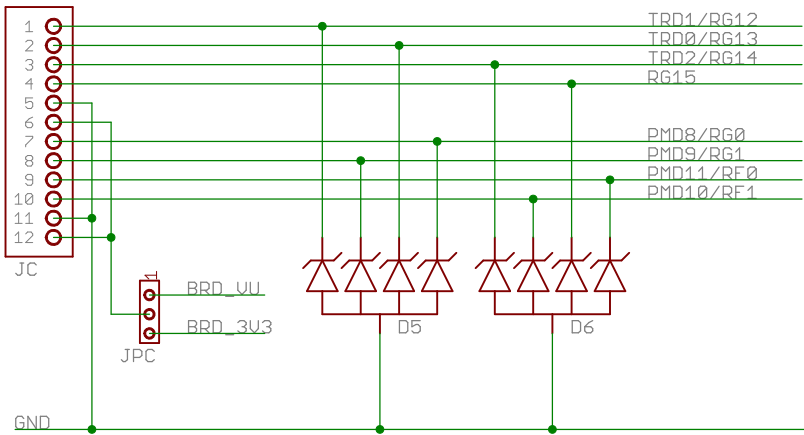 1 TRD1/RG12
2 TRD0/RG13
3 TRD2/RG14
4 RG15
5
6
7 PMD8/RG0
8 PMD9/RG1
9 PMD11/RF0
10 PMD10/RF1
11
12
JC
1
BRD_VU
BRD_3V3
JPC
D5
D6
GND